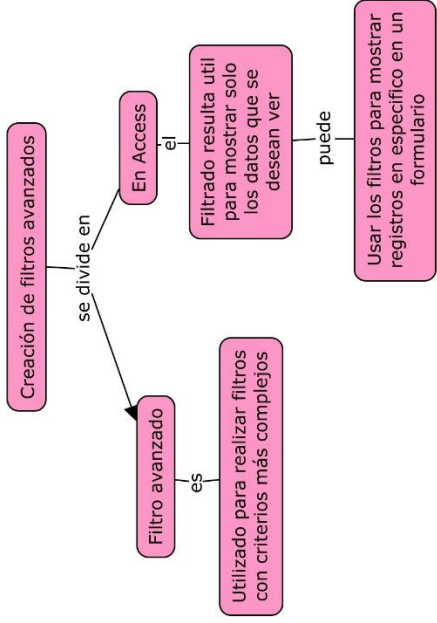 Creación de filtros avanzados
se divide en
Filtro avanzado
es
Utilizado para realizar filtros
con criterios más complejos
En Access
el
Filtrado resulta util
para mostrar solo
los datos que se
desean ver
puede
Usar los filtros para mostrar
registros en especifico en un
formulario